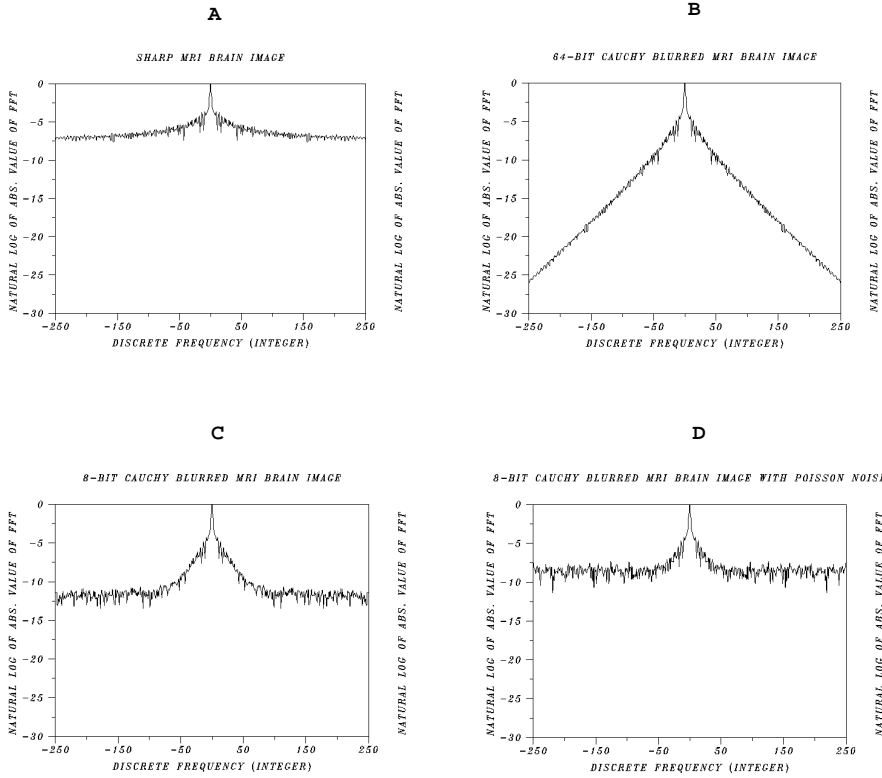 A
SHARP MRI BRAIN IMAGE
NATURAL LOG OF ABS. VALUE OF FFT
0
-5
-10
-15
-20
-25
-30
-250
-150
-50
50
150
250
DISCRETE FREQUENCY (INTEGER)
NATURAL LOG OF ABS. VALUE OF FFT
B
64-BIT CAUCHY BLURRED MRI BRAIN IMAGE
0
-5
-10
-15
-20
-25
-30
-250
-150
-50
50
150
250
DISCRETE FREQUENCY (INTEGER)
NATURAL LOG OF ABS. VALUE OF FFT
C
8-BIT CAUCHY BLURRED MRI BRAIN IMAGE
NATURAL LOG OF ABS. VALUE OF FFT
0
-5
-10
-15
-20
-25
-30
-250
-150
-50
50
150
250
DISCRETE FREQUENCY (INTEGER)
NATURAL LOG OF ABS. VALUE OF FFT
D
8-BIT CAUCHY BLURRED MRI BRAIN IMAGE WITH POISSON NOISE
0
-5
-10
-15
-20
-25
-30
-250
-150
-50
50
150
250
DISCRETE FREQUENCY (INTEGER)
NATURAL LOG OF ABS. VALUE OF FFT